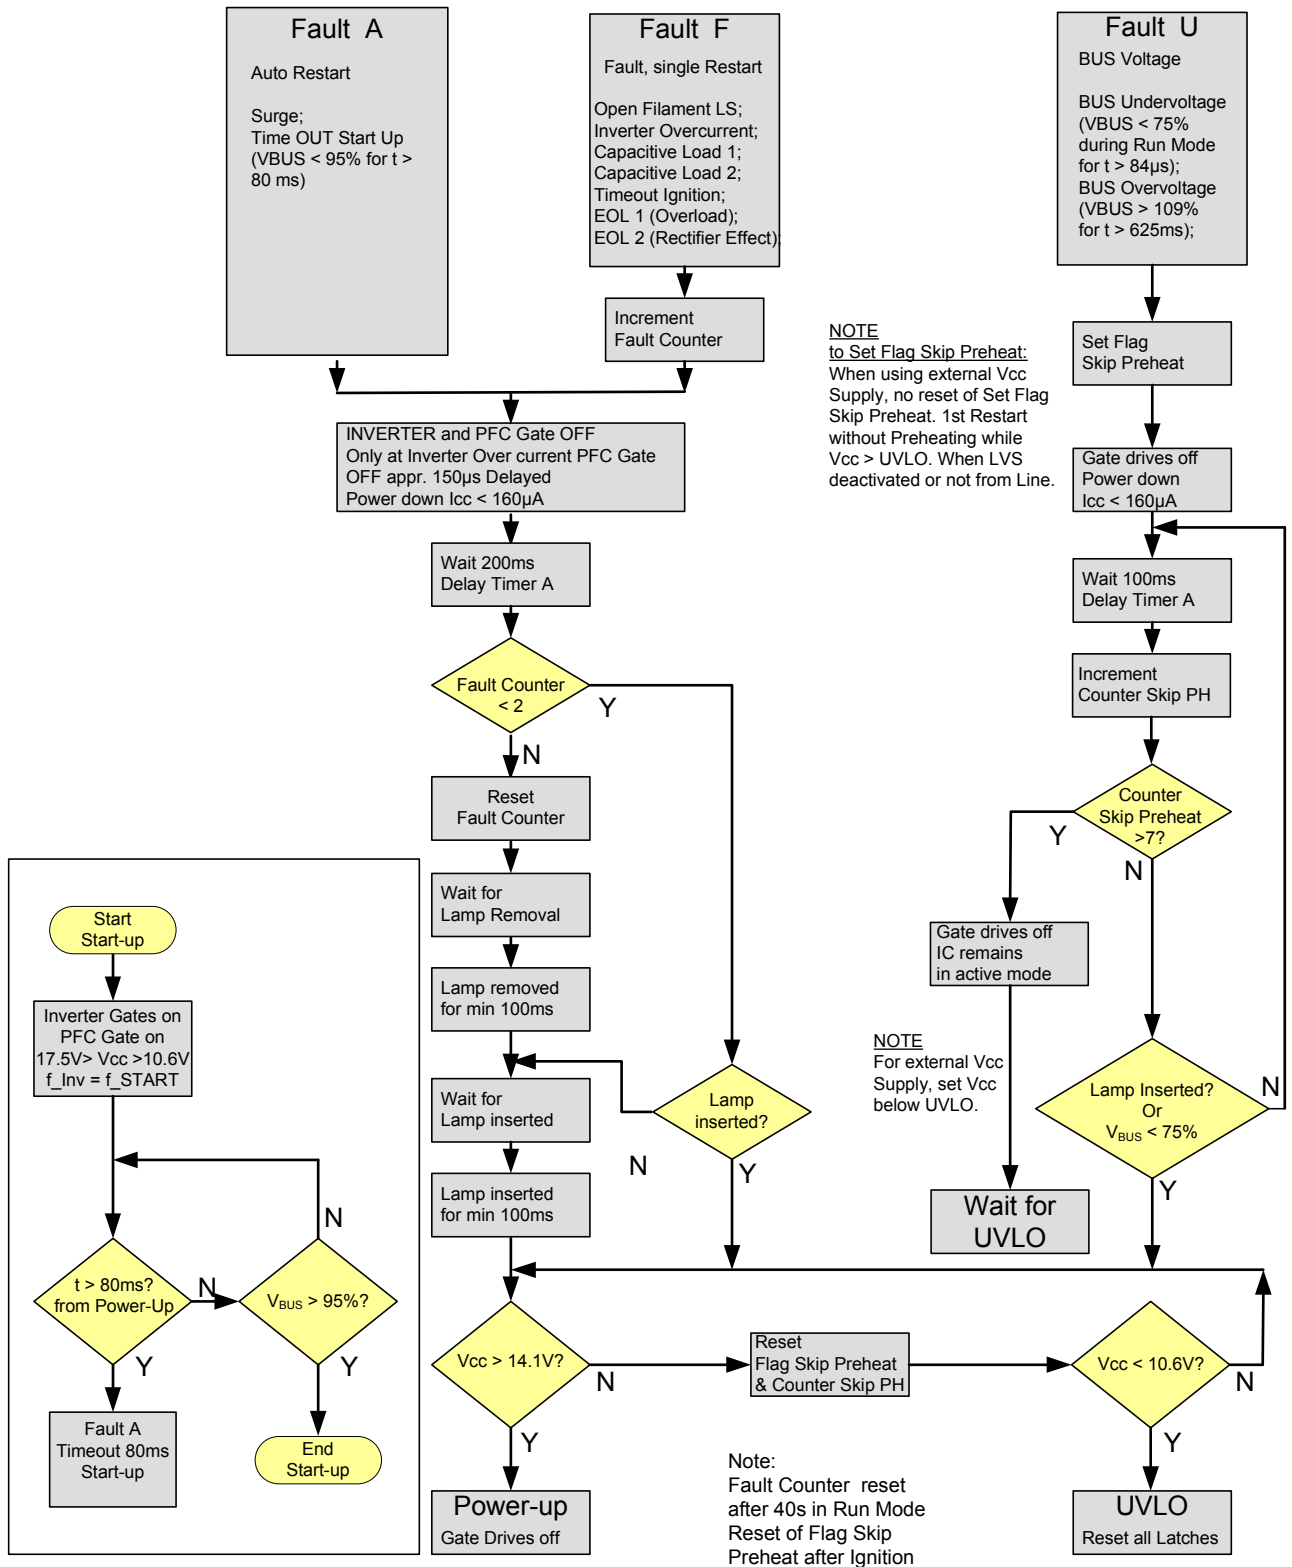 Fault A
Auto Restart
Surge;
Time OUT Start Up
(VBUS < 95% for t >
80 ms)
Fault F
Fault, single Restart
Open Filament LS;
Inverter Overcurrent;
Capacitive Load 1;
Capacitive Load 2;
Timeout Ignition;
EOL 1 (Overload);
EOL 2 (Rectifier Effect);
Fault U
BUS Voltage
BUS Undervoltage
(VBUS < 75%
during Run Mode
for t > 84µs);
BUS Overvoltage
(VBUS > 109%
for t > 625ms);
Increment
Fault Counter
NOTE
to Set Flag Skip Preheat:
When using external Vcc
Supply, no reset of Set Flag
Skip Preheat. 1st Restart
without Preheating while
Vcc > UVLO. When LVS
deactivated or not from Line.
Set Flag
Skip Preheat
INVERTER and PFC Gate OFF
Only at Inverter Over current PFC Gate
OFF appr. 150µs Delayed
Power down Icc < 160µA
Gate drives off
Power down
Icc < 160µA
Wait 200ms
Delay Timer A
Wait 100ms
Delay Timer A
Fault Counter
< 2
Y
N
Increment
Counter Skip PH
Reset
Fault Counter
Counter
Skip Preheat
>7?
Y
N
Wait for
Lamp Removal
Gate drives off
IC remains
in active mode
Lamp removed
for min 100ms
NOTE
For external Vcc
Supply, set Vcc
below UVLO.
Wait for
Lamp inserted
Lamp
inserted?
N
Y
Lamp Inserted?
Or
VBUS < 75%
N
Y
Lamp inserted
for min 100ms
Wait for
UVLO
Start
Start-up
Inverter Gates on
PFC Gate on
17.5V> Vcc >10.6V
f_Inv = f_START
t > 80ms?
from Power-Up
N
Y
VBUS > 95%?
N
Y
Fault A
Timeout 80ms
Start-up
End
Start-up
Vcc > 14.1V?
N
Y
Reset
Flag Skip Preheat
& Counter Skip PH
Vcc < 10.6V?
N
Y
Power-up
Gate Drives off
Note:
Fault Counter reset
after 40s in Run Mode
Reset of Flag Skip
Preheat after Ignition
UVLO
Reset all Latches